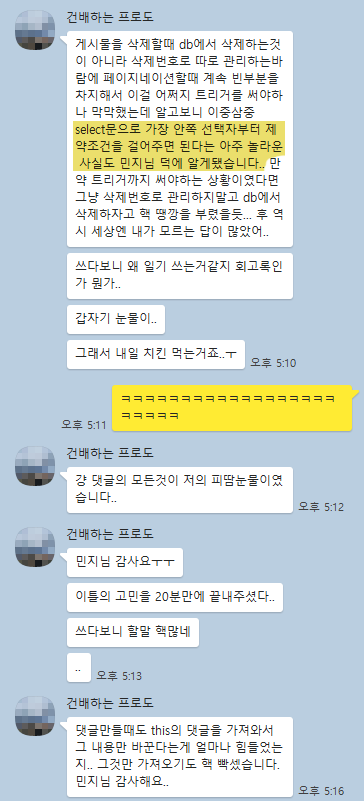 건배하는 프로도
게시물을 삭제할때 db에서 삭제하는것
이 아니라 삭제번호로 따로 관리하는바
람에 페이지네이션할때 계속 빈부분을
차지해서 이걸 어쩌지 트리거를 써야하
나 막막했는데 알고보니 이중삼중
select문으로 가장 안쪽 선택자부터 제
약조건을 걸어주면 된다는 아주 놀라운
사실도 민지님 덕에 알게됐습니다.. 만
약 트리거까지 써야하는 상황이였다면
그냥 삭제번호로 관리하지말고 db에서
삭제하자고 핵 땡깡을 부렸을듯... 후 역
시 세상엔 내가 모르는 답이 많았어..
쓰다보니 왜 일기 쓰는거같지 회고록인
가 뭔가..
갑자기 눈물이..
그래서 내일 치킨 먹는거죠..ㅜ
오후 5:10
ㅋㅋㅋㅋㅋㅋㅋㅋㅋㅋㅋㅋㅋㅋㅋㅋㅋㅋ
ㅋㅋㅋㅋㅋ
오후 5:11
건배하는 프로도
걍 댓글의 모든것이 저의 피땀눈물이였
습니다..
오후 5:12
건배하는 프로도
민지님 감사요ㅜㅜ
이틀의 고민을 20분만에 끝내주셨다..
쓰다보니 할말 핵많네
..
오후 5:13
건배하는 프로도
댓글만들때도 this의 댓글을 가져와서
그 내용만 바꾼다는게 얼마나 힘들었는
지.. 그것만 가져오기도 핵 빡셌습니다.
민지님 감사해요..
오후 5:16